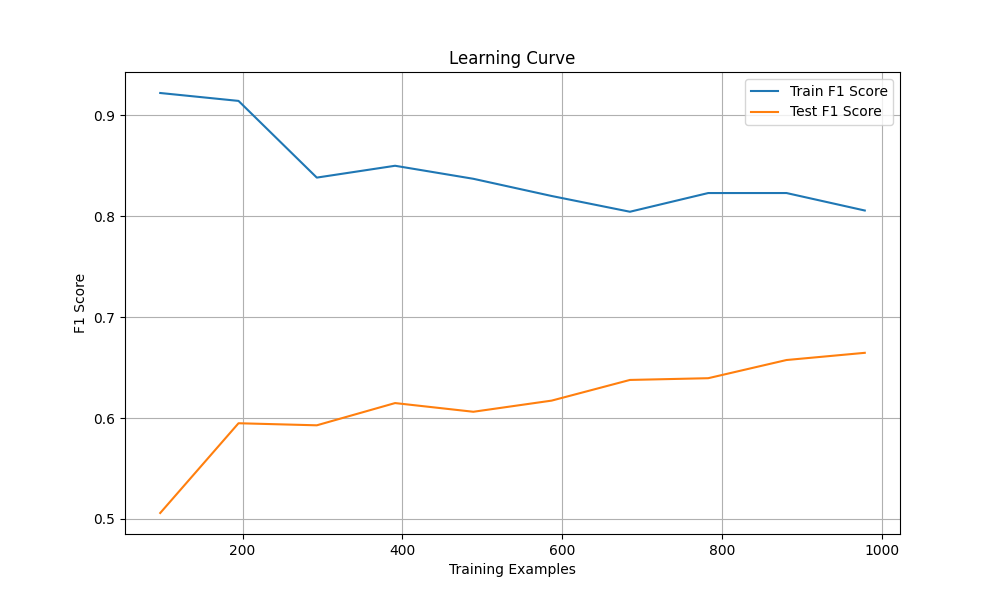 Learning Curve
Train F1 Score
Test F1 Score
0.9
0.8
0.7
0.6
0.5
F1 Score
200 400 600 800 1000
Training Examples